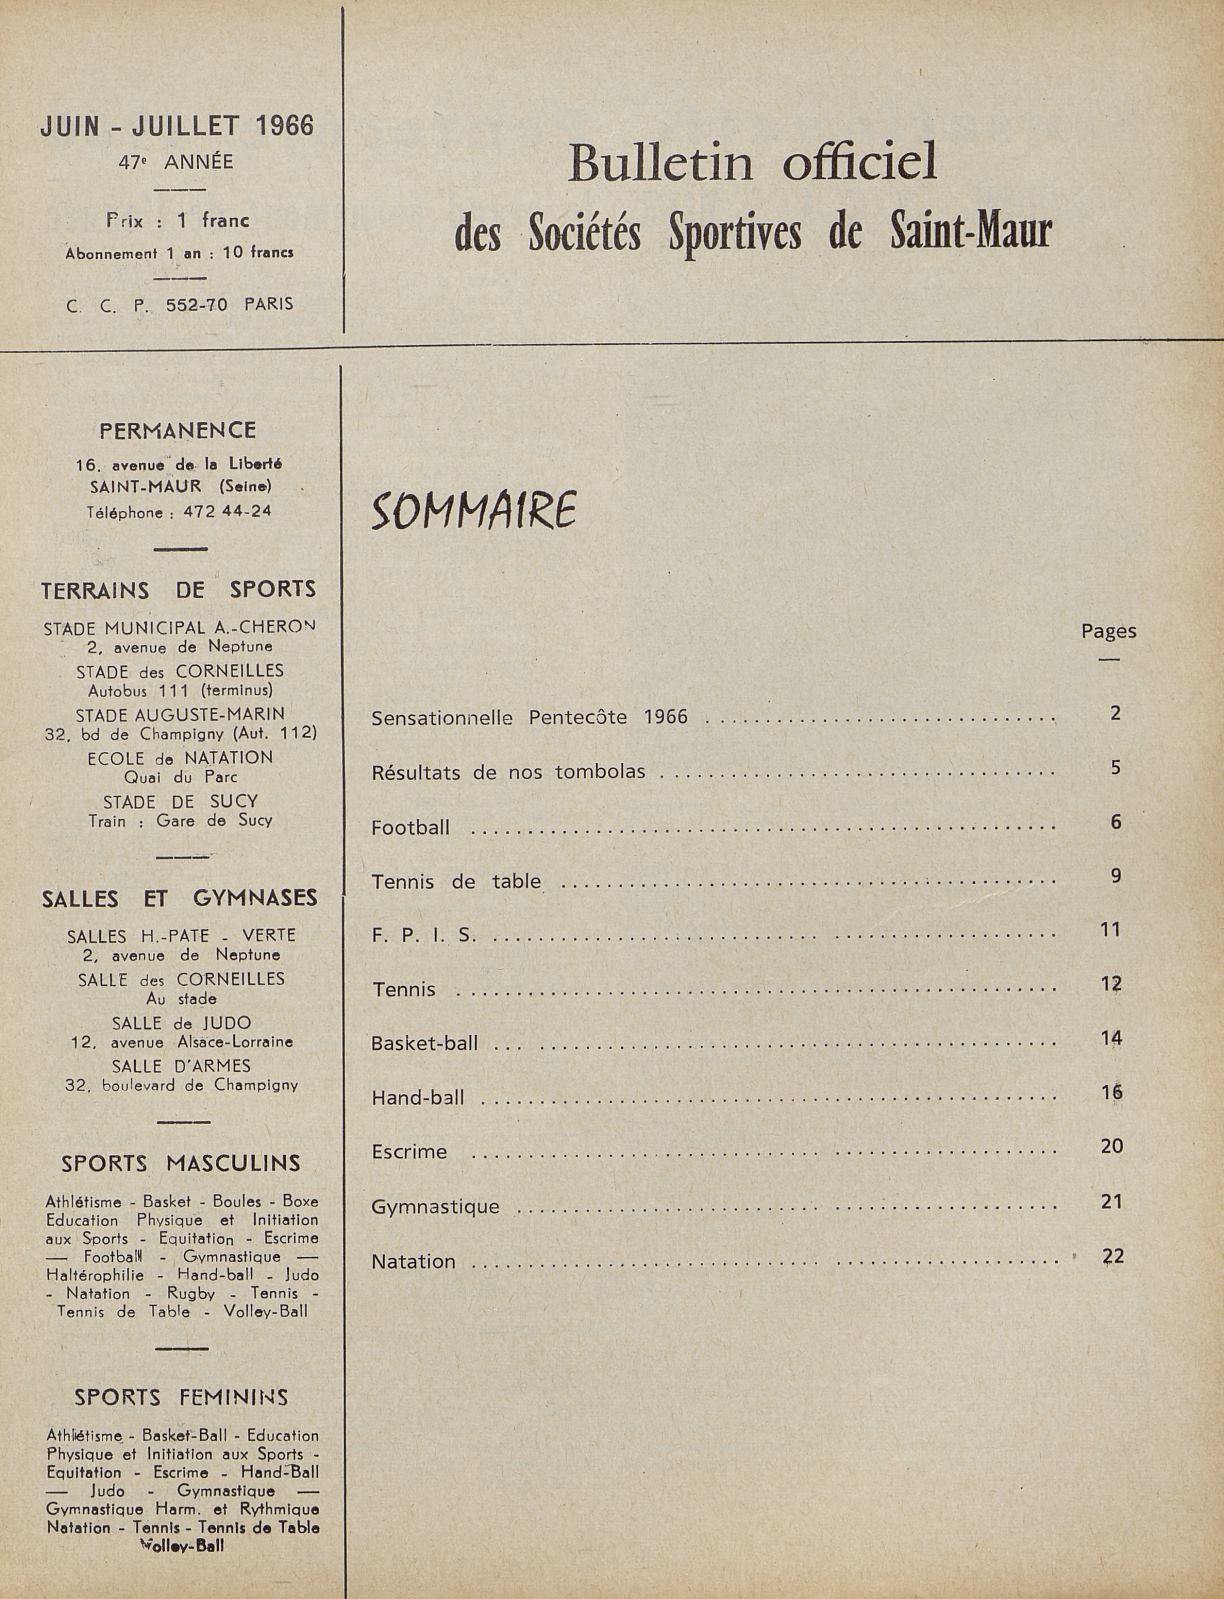 JUIN - JUILLET 1966
47e ANNÉE
Prix : 1 franc
Abonnement 1 an : 10 francs
C. C. P. 552-70 PARIS
Bulletin officiel
des Sociétés Sportives de Saint-Maur
PERMANENCE
16, avenue de la Liberté
SAINT-MAUR (Seine)
Téléphone : 472 44-24
TERRAINS DE SPORTS
STADE MUNICIPAL A.-CHERON
2, avenue de Neptune
STADE des CORNEILLES
Autobus 111 (terminus)
STADE AUGUSTE-MARIN
32, bd de Champigny (Aut. 112)
ECOLE de NATATION
Quai du Parc
STADE DE SUCY
Train : Gare de Sucy
SALLES ET GYMNASES
SALLES H.-PATE - VERTE
2, avenue de Neptune
SALLE des CORNEILLES
Au stade
SALLE de JUDO
12, avenue Alsace-Lorraine
SALLE D'ARMES
32, boulevard de Champigny
SPORTS MASCULINS
Athlétisme - Basket - Boules - Boxe
Education Physique et Initiation
aux Sports - Equitation - Escrime
— Football - Gymnastique —
Haltérophilie - Hand-ball - Judo
- Natation - Rugby - Tennis -
Tennis de Table - Volley-Ball
SPORTS FEMININS
Athlétisme - Basket-Ball - Education
Physique et Initiation aux Sports -
Equitation - Escrime - Hand-Ball
— Judo - Gymnastique —
Gymnastique Harm. et Rythmique
Natation - Tennis - Tennis de Table
Volley-Ball
SOMMAIRE
Pages
Sensationnelle Pentecôte 1966 ................................ 2
Résultats de nos tombolas ................................ 5
Football ................................ 6
Tennis de table ................................ 9
F. P. I. S. ................................ 11
Tennis ................................ 12
Basket-ball ................................ 14
Hand-ball ................................ 16
Escrime ................................ 20
Gymnastique ................................ 21
Natation ................................ 22